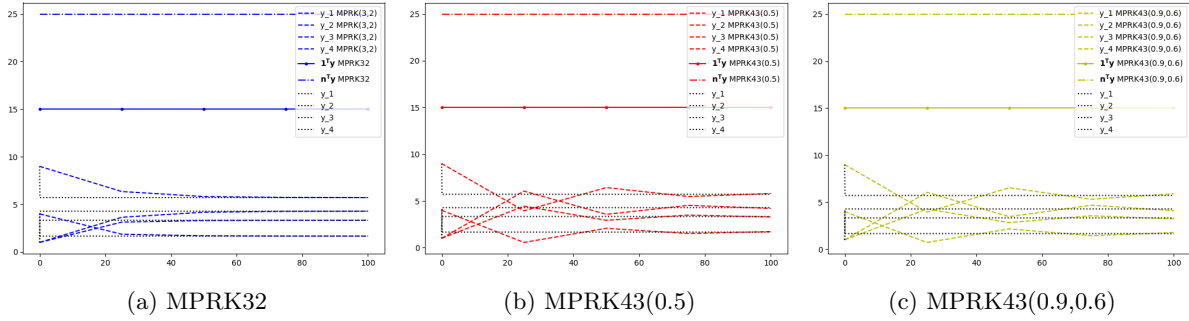 25
20
15
10
5
0
0 20 40 60 80 100
y_1 MPRK(3,2)
y_2 MPRK(3,2)
y_3 MPRK(3,2)
y_4 MPRK(3,2)
1ᵀy MPRK32
nᵀy MPRK32
y_1
y_2
y_3
y_4
(a) MPRK32
25
20
15
10
5
0
0 20 40 60 80 100
y_1 MPRK43(0.5)
y_2 MPRK43(0.5)
y_3 MPRK43(0.5)
y_4 MPRK43(0.5)
1ᵀy MPRK43(0.5)
nᵀy MPRK43(0.5)
y_1
y_2
y_3
y_4
(b) MPRK43(0.5)
25
20
15
10
5
0
0 20 40 60 80 100
y_1 MPRK43(0.9,0.6)
y_2 MPRK43(0.9,0.6)
y_3 MPRK43(0.9,0.6)
y_4 MPRK43(0.9,0.6)
1ᵀy MPRK43(0.9,0.6)
nᵀy MPRK43(0.9,0.6)
y_1
y_2
y_3
y_4
(c) MPRK43(0.9,0.6)